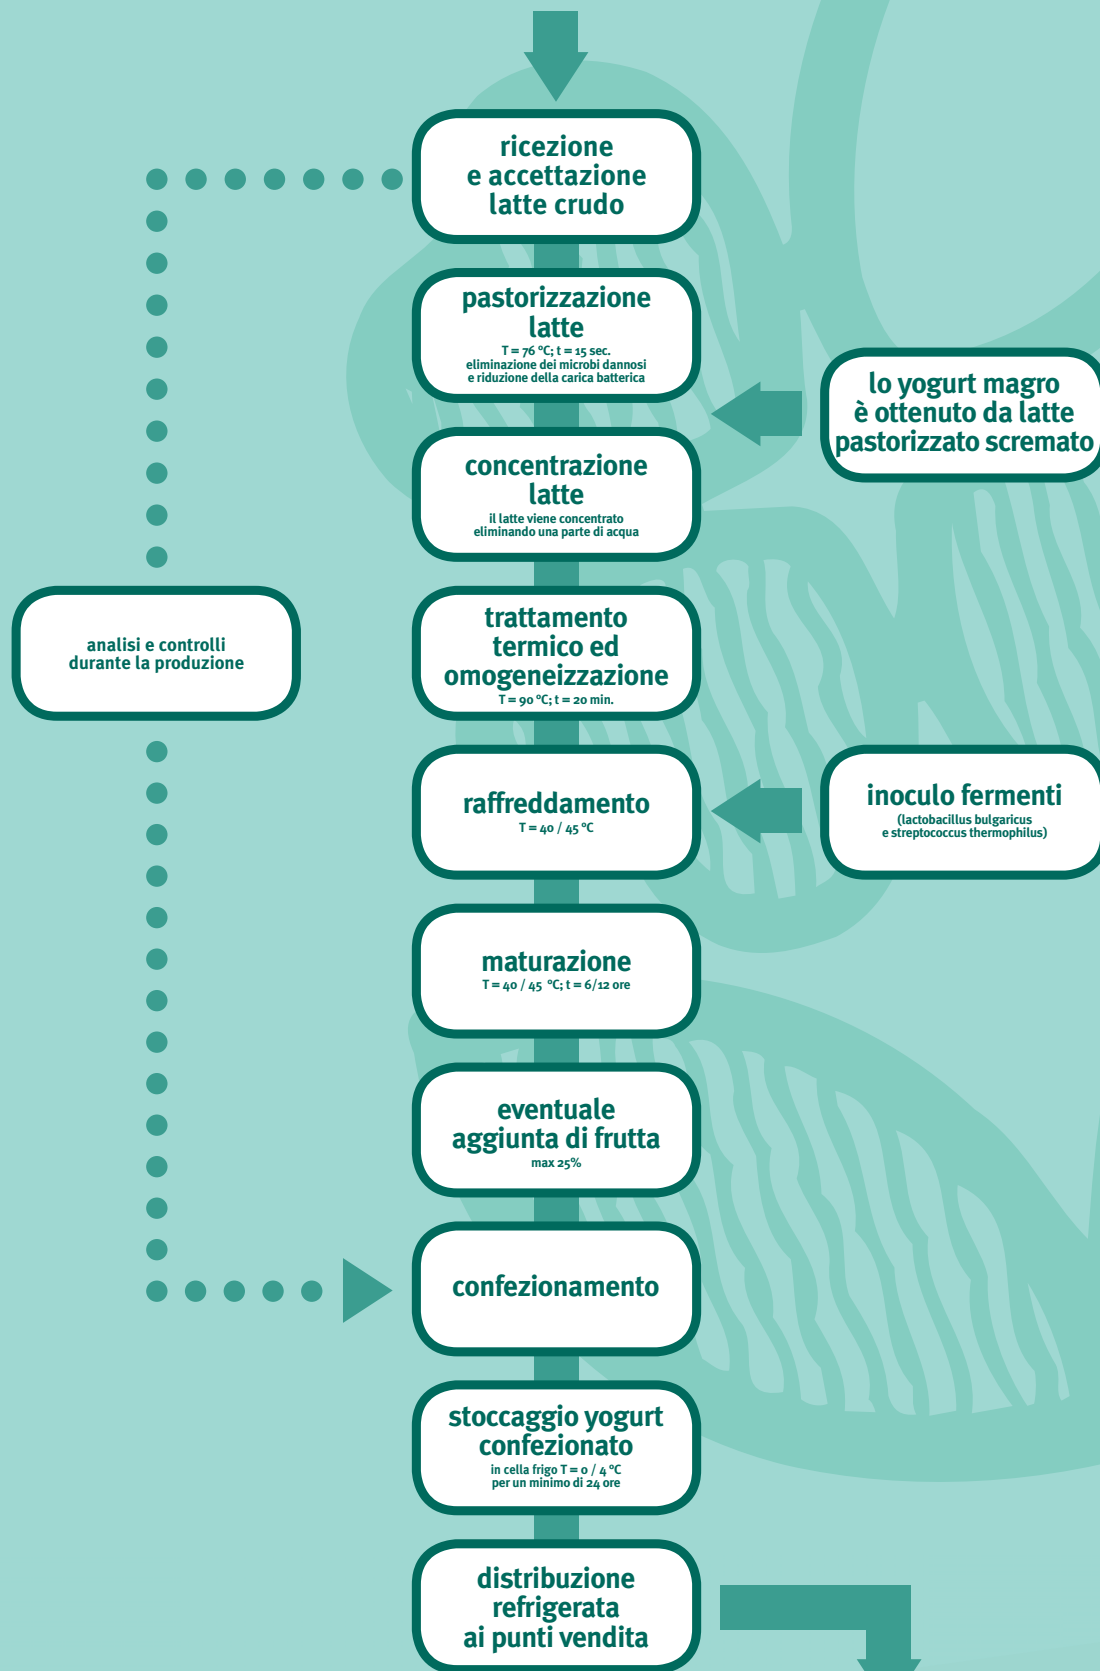 ricezione
e accettazione
latte crudo
pastorizzazione
latte
T = 76 °C; t = 15 sec.
eliminazione dei microbi dannosi
e riduzione della carica batterica
lo yogurt magro
è ottenuto da latte
pastorizzato scremato
concentrazione
latte
il latte viene concentrato
eliminando una parte di acqua
trattamento
termico ed
omogeneizzazione
T = 90 °C; t = 20 min.
analisi e controlli
durante la produzione
raffreddamento
T = 40 / 45 °C
inoculo fermenti
(lactobacillus bulgaricus
e streptococcus thermophilus)
maturazione
T = 40 / 45 °C; t = 6/12 ore
eventuale
aggiunta di frutta
max 25%
confezionamento
stoccaggio yogurt
confezionato
in cella frigo T = 0 / 4 °C
per un minimo di 24 ore
distribuzione
refrigerata
ai punti vendita